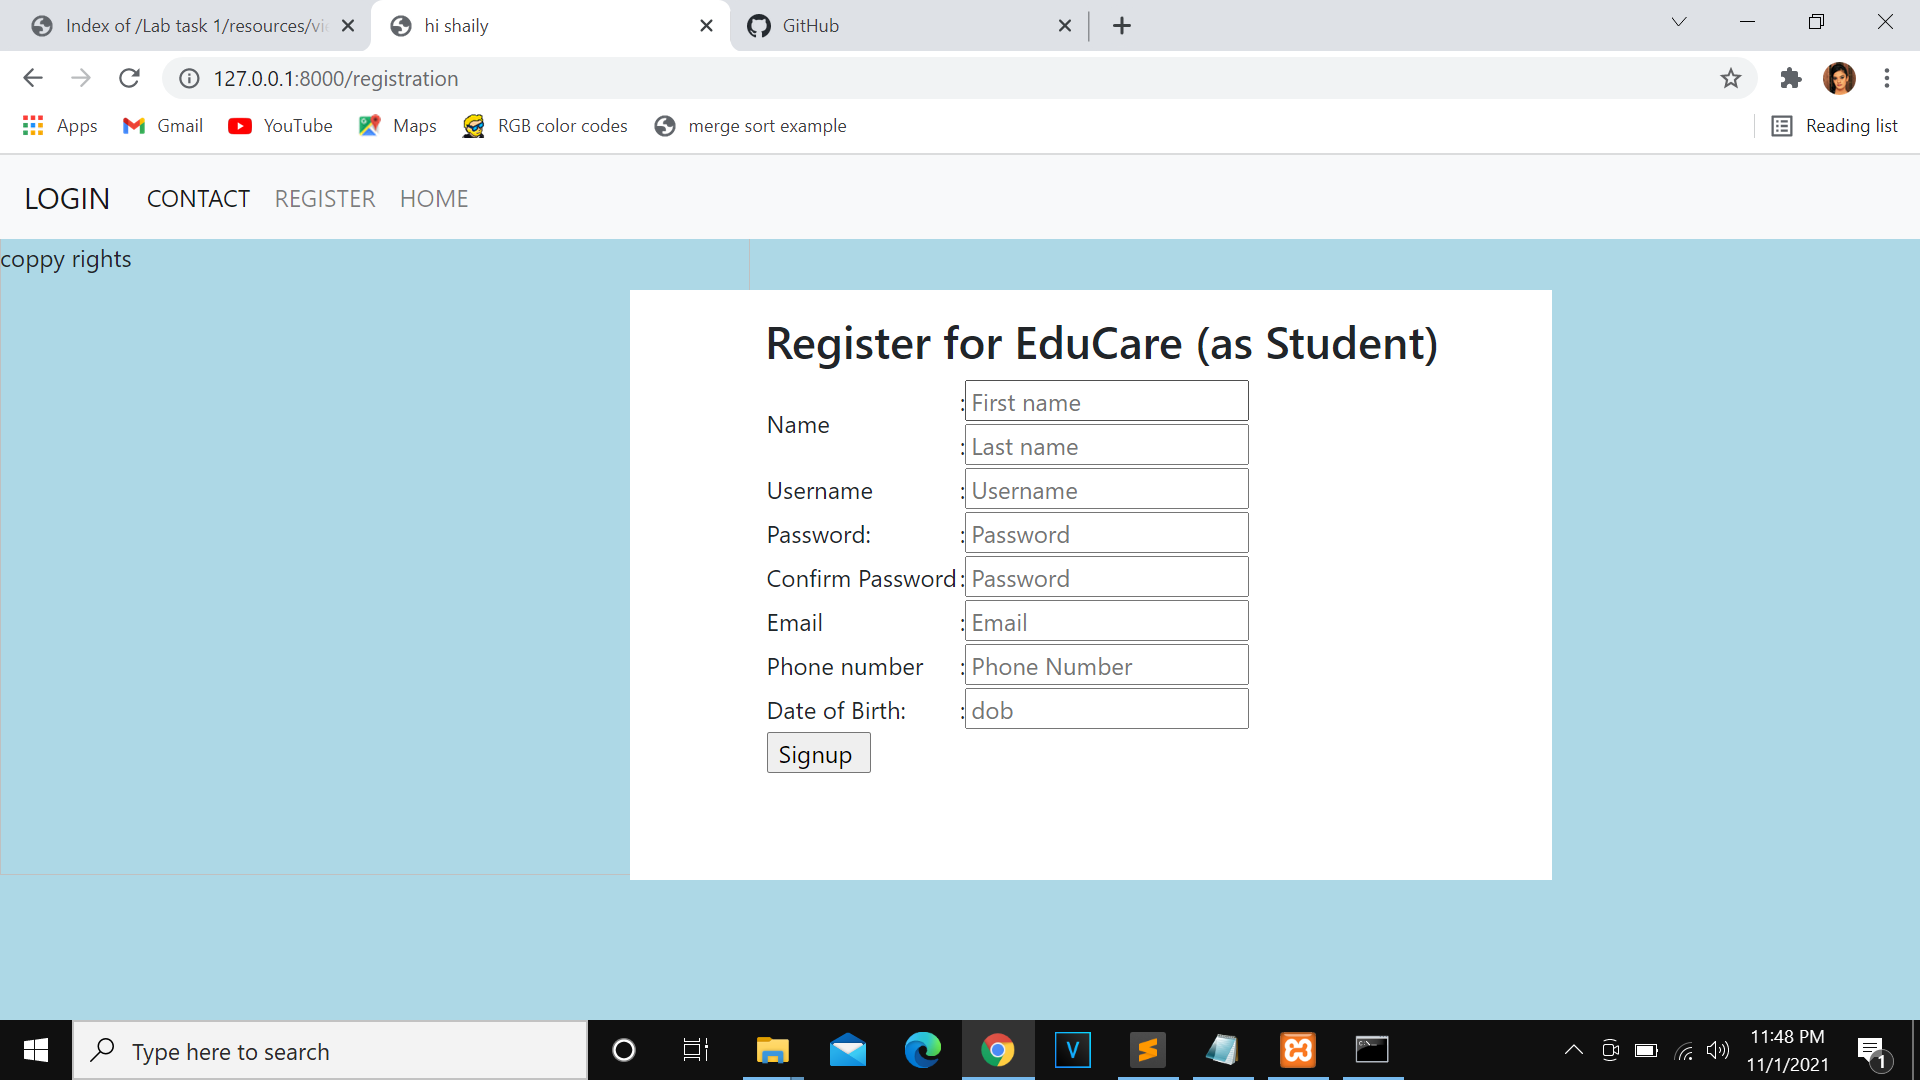 Index of /Lab task 1/resources/vi
hi shaily
GitHub
127.0.0.1:8000/registration
Apps
Gmail
YouTube
Maps
RGB color codes
merge sort example
Reading list
LOGIN CONTACT REGISTER HOME
coppy rights
Register for EduCare (as Student)
Name
: First name
: Last name
Username : Username
Password: : Password
Confirm Password : Password
Email : Email
Phone number : Phone Number
Date of Birth: : dob
Signup
Type here to search
V
11:48 PM
11/1/2021
1